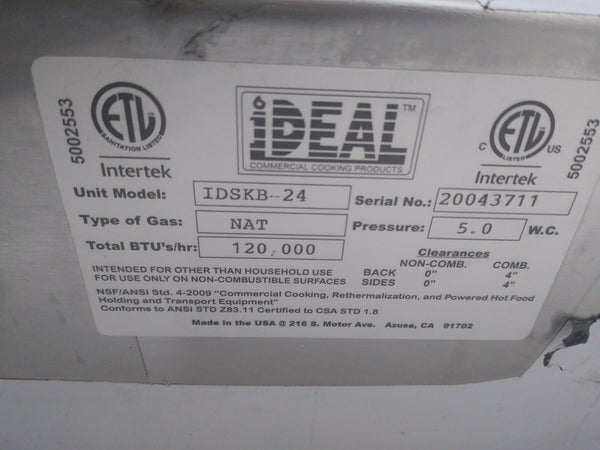 5002553
ETL
SANITATION LISTED
Intertek
iDEAL™
COMMERCIAL COOKING PRODUCTS
C ETL US
LISTED
Intertek
5002553
Unit Model: IDSKB-24 Serial No.: 20043711
Type of Gas: NAT Pressure: 5.0 W.C.
Total BTU's/hr: 120,000
Clearances
NON-COMB. COMB.
BACK 0" 4"
SIDES 0" 4"
INTENDED FOR OTHER THAN HOUSEHOLD USE
FOR USE ONLY ON NON-COMBUSTIBLE SURFACES
NSF/ANSI Std. 4-2009 "Commercial Cooking, Rethermalization, and Powered Hot Food
Holding and Transport Equipment"
Conforms to ANSI STD Z83.11 Certified to CSA STD 1.8
Made in the USA @ 216 S. Motor Ave. Azusa, CA 91702